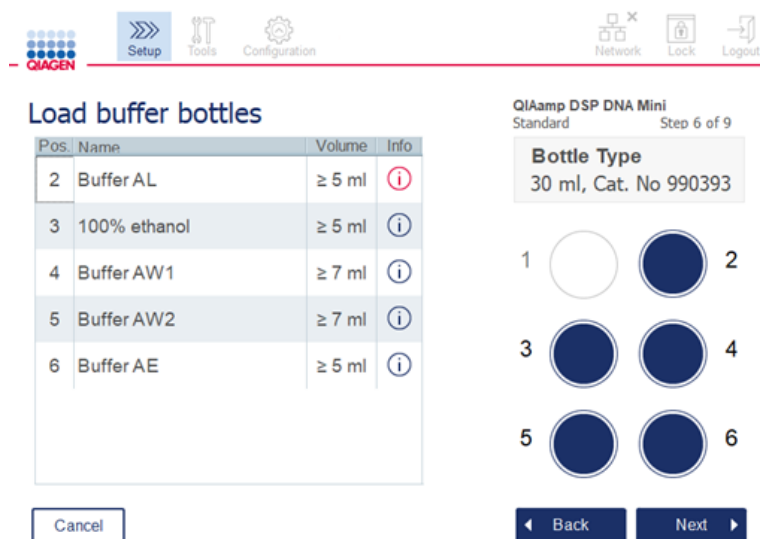 Setup
Tools
Configuration
Network
Lock
Logout
QIAGEN
Load buffer bottles
QIAamp DSP DNA Mini
Standard
Step 6 of 9
Pos. Name Volume Info
2 Buffer AL ≥ 5 ml i
3 100% ethanol ≥ 5 ml i
4 Buffer AW1 ≥ 7 ml i
5 Buffer AW2 ≥ 7 ml i
6 Buffer AE ≥ 5 ml i
Bottle Type
30 ml, Cat. No 990393
1 2
3 4
5 6
Cancel
Back
Next